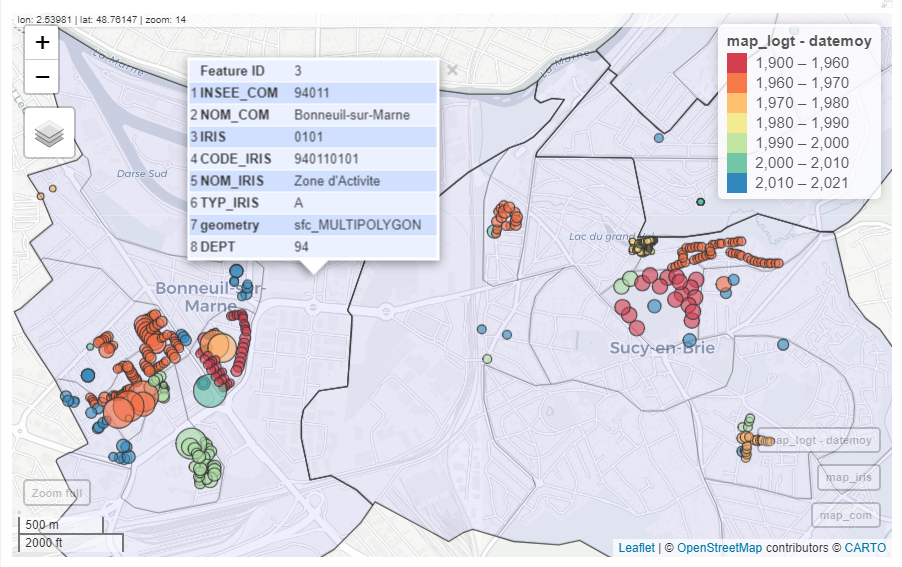 lon: 2.53981 | lat: 48.76147 | zoom: 14
+
−
La Marne
La Marne
map_logt - datemoy
1,900 – 1,960
1,960 – 1,970
1,970 – 1,980
1,980 – 1,990
1,990 – 2,000
2,000 – 2,010
2,010 – 2,021
Feature ID 3
1 INSEE_COM 94011
2 NOM_COM Bonneuil-sur-Marne
3 IRIS 0101
4 CODE_IRIS 940110101
5 NOM_IRIS Zone d'Activite
6 TYP_IRIS A
7 geometry sfc_MULTIPOLYGON
8 DEPT 94
×
Darse Sud
Lac du grand
Bonneuil-sur-
Marne
Sucy-en-Brie
map_logt - datemoy
map_iris
map_com
Zoom full
500 m
2000 ft
Leaflet | © OpenStreetMap contributors © CARTO